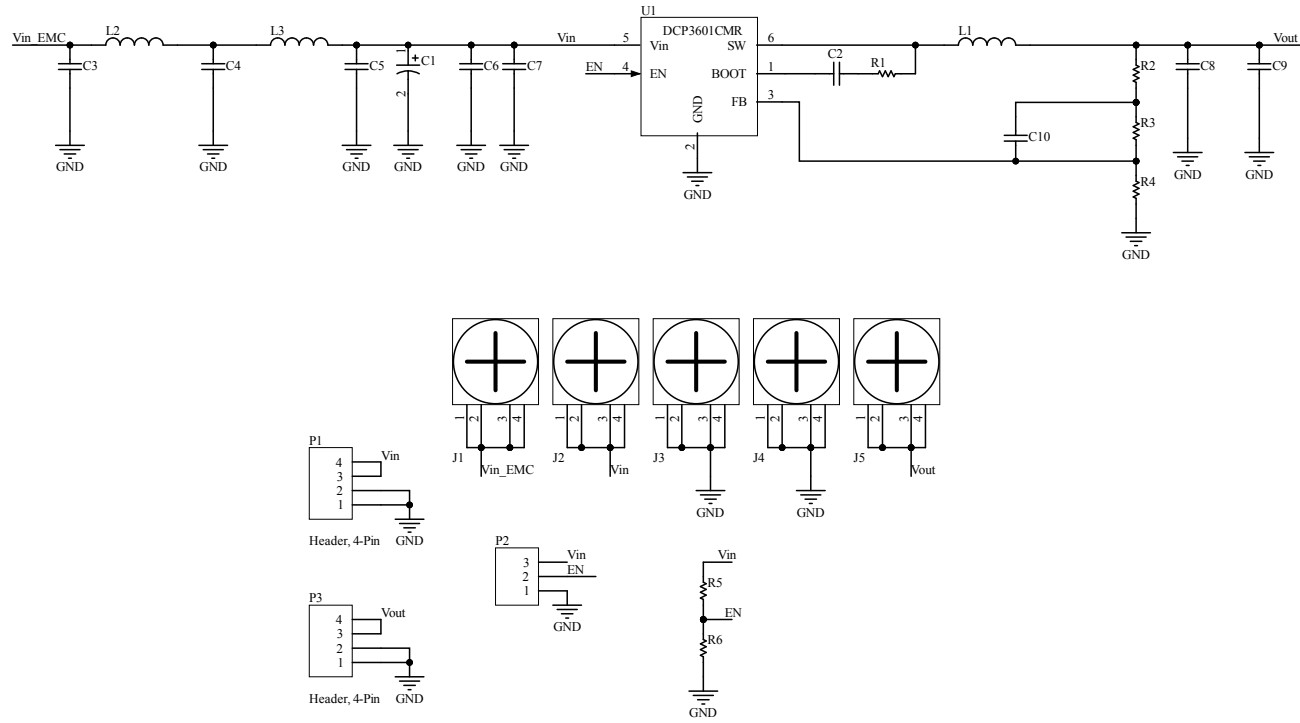 U1
Vin_EMC
L2
L3
Vin
5
DCP3601CMR
Vin
SW
6
L1
Vout
C3
C4
C5
1
+
C1
2
C6
C7
EN
4
EN
BOOT
1
C2
R1
FB
3
R2
C8
C9
GND
2
C10
R3
R4
GND
GND
GND
GND
GND
GND
GND
GND
GND
GND
1
2
3
4
1
2
3
4
1
2
3
4
1
2
3
4
1
2
3
4
J1
Vin_EMC
J2
Vin
J3
GND
J4
GND
J5
Vout
P1
4
3
2
1
Vin
GND
Header, 4-Pin
P2
3
2
1
Vin
EN
GND
Vin
R5
EN
R6
GND
P3
4
3
2
1
Vout
GND
Header, 4-Pin